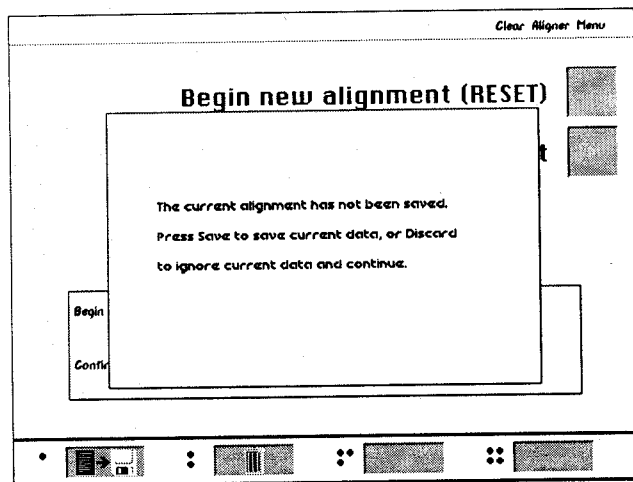 Clear Aligner Menu
Begin new alignment (RESET)
t
The current alignment has not been saved.
Press Save to save current data, or Discard
to ignore current data and continue.
Begin
Confir